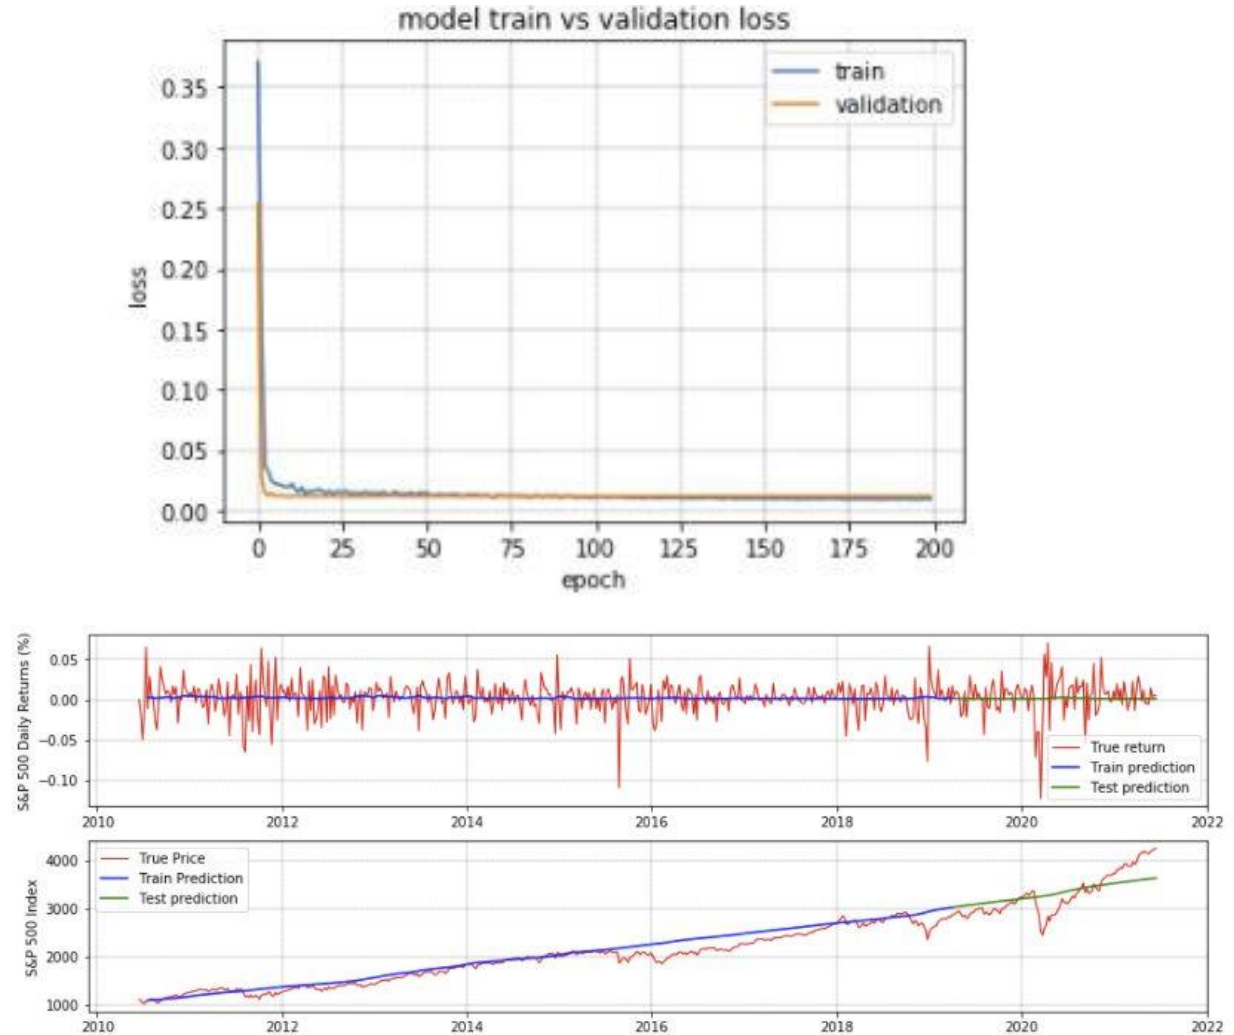 model train vs validation loss
train
validation
0.35
0.30
0.25
0.20
0.15
0.10
0.05
0.00
loss
0 25 50 75 100 125 150 175 200
epoch
S&P 500 Daily Returns (%)
0.05
0.00
−0.05
−0.10
True return
Train prediction
Test prediction
2010 2012 2014 2016 2018 2020 2022
S&P 500 Index
4000
3000
2000
1000
True Price
Train Prediction
Test prediction
2010 2012 2014 2016 2018 2020 2022